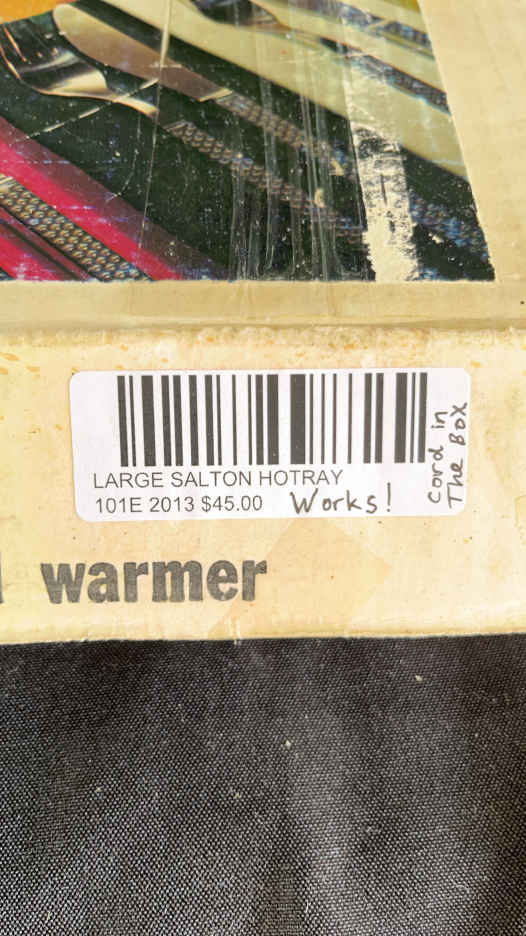 LARGE SALTON HOTRAY
101E 2013 $45.00 Works!
Cord in
The Box
warmer